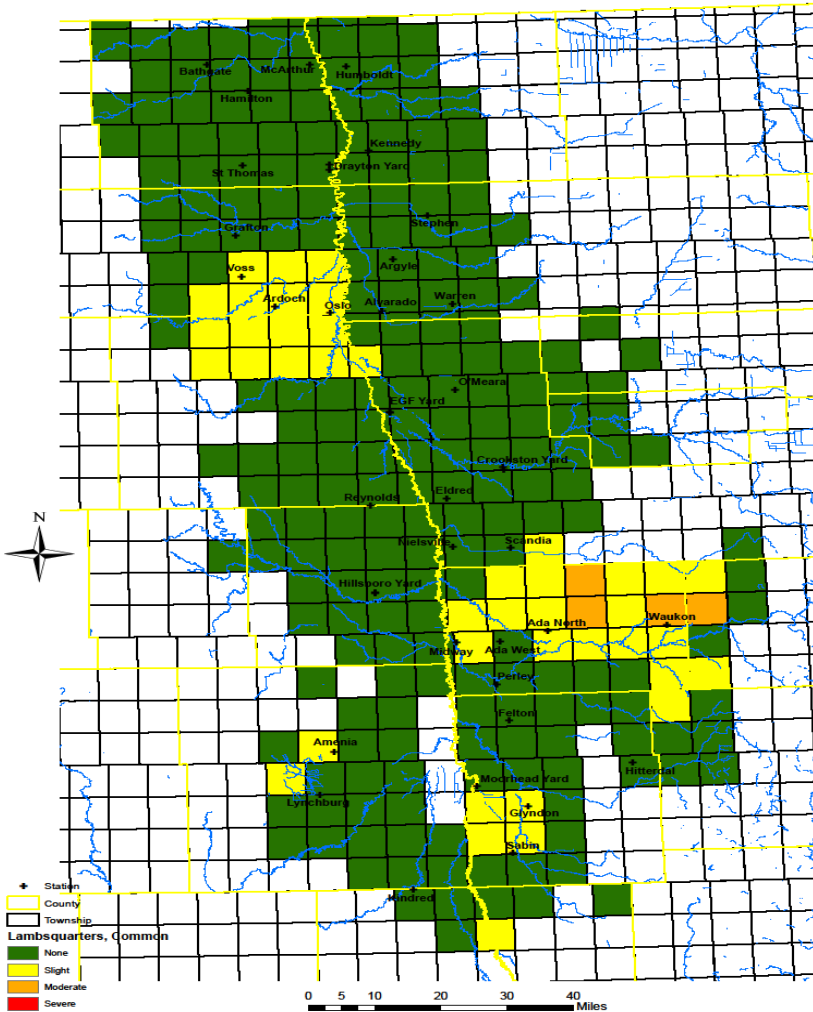 Bathgate
McArthur
Humboldt
Hamilton
Kennedy
Drayton Yard
St Thomas
Stephen
Grafton
Argyle
Voss
Ardoch
Oslo
Alvarado
Warren
O'Meara
EGF Yard
Crookston Yard
Eldred
Reynolds
N
Nielsville
Scandia
Hillsboro Yard
Ada North
Waukon
Midway
Ada West
Perley
Felton
Amenia
Hitterdal
Moorhead Yard
Lynchburg
Glyndon
Sabin
Kindred
Station
County
Township
Lambsquarters, Common
None
Slight
Moderate
Severe
0 5 10 20 30 40
Miles